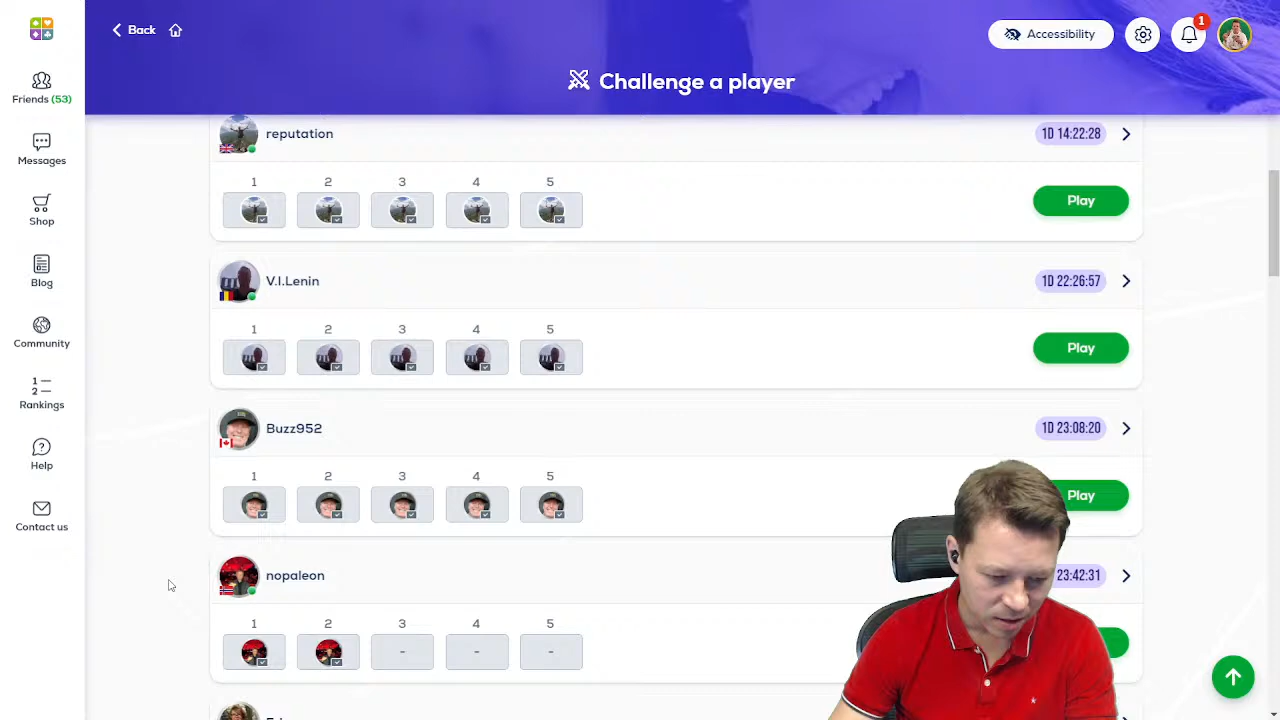 Back
Accessibility
1
Challenge a player
Friends (53)
Messages
Shop
Blog
Community
1
2
Rankings
Help
Contact us
reputation
1D 14:22:28
1 2 3 4 5
Play
V.I.Lenin
1D 22:26:57
1 2 3 4 5
Play
Buzz952
1D 23:08:20
1 2 3 4 5
Play
nopaleon
23:42:31
1 2 3 4 5
- - -